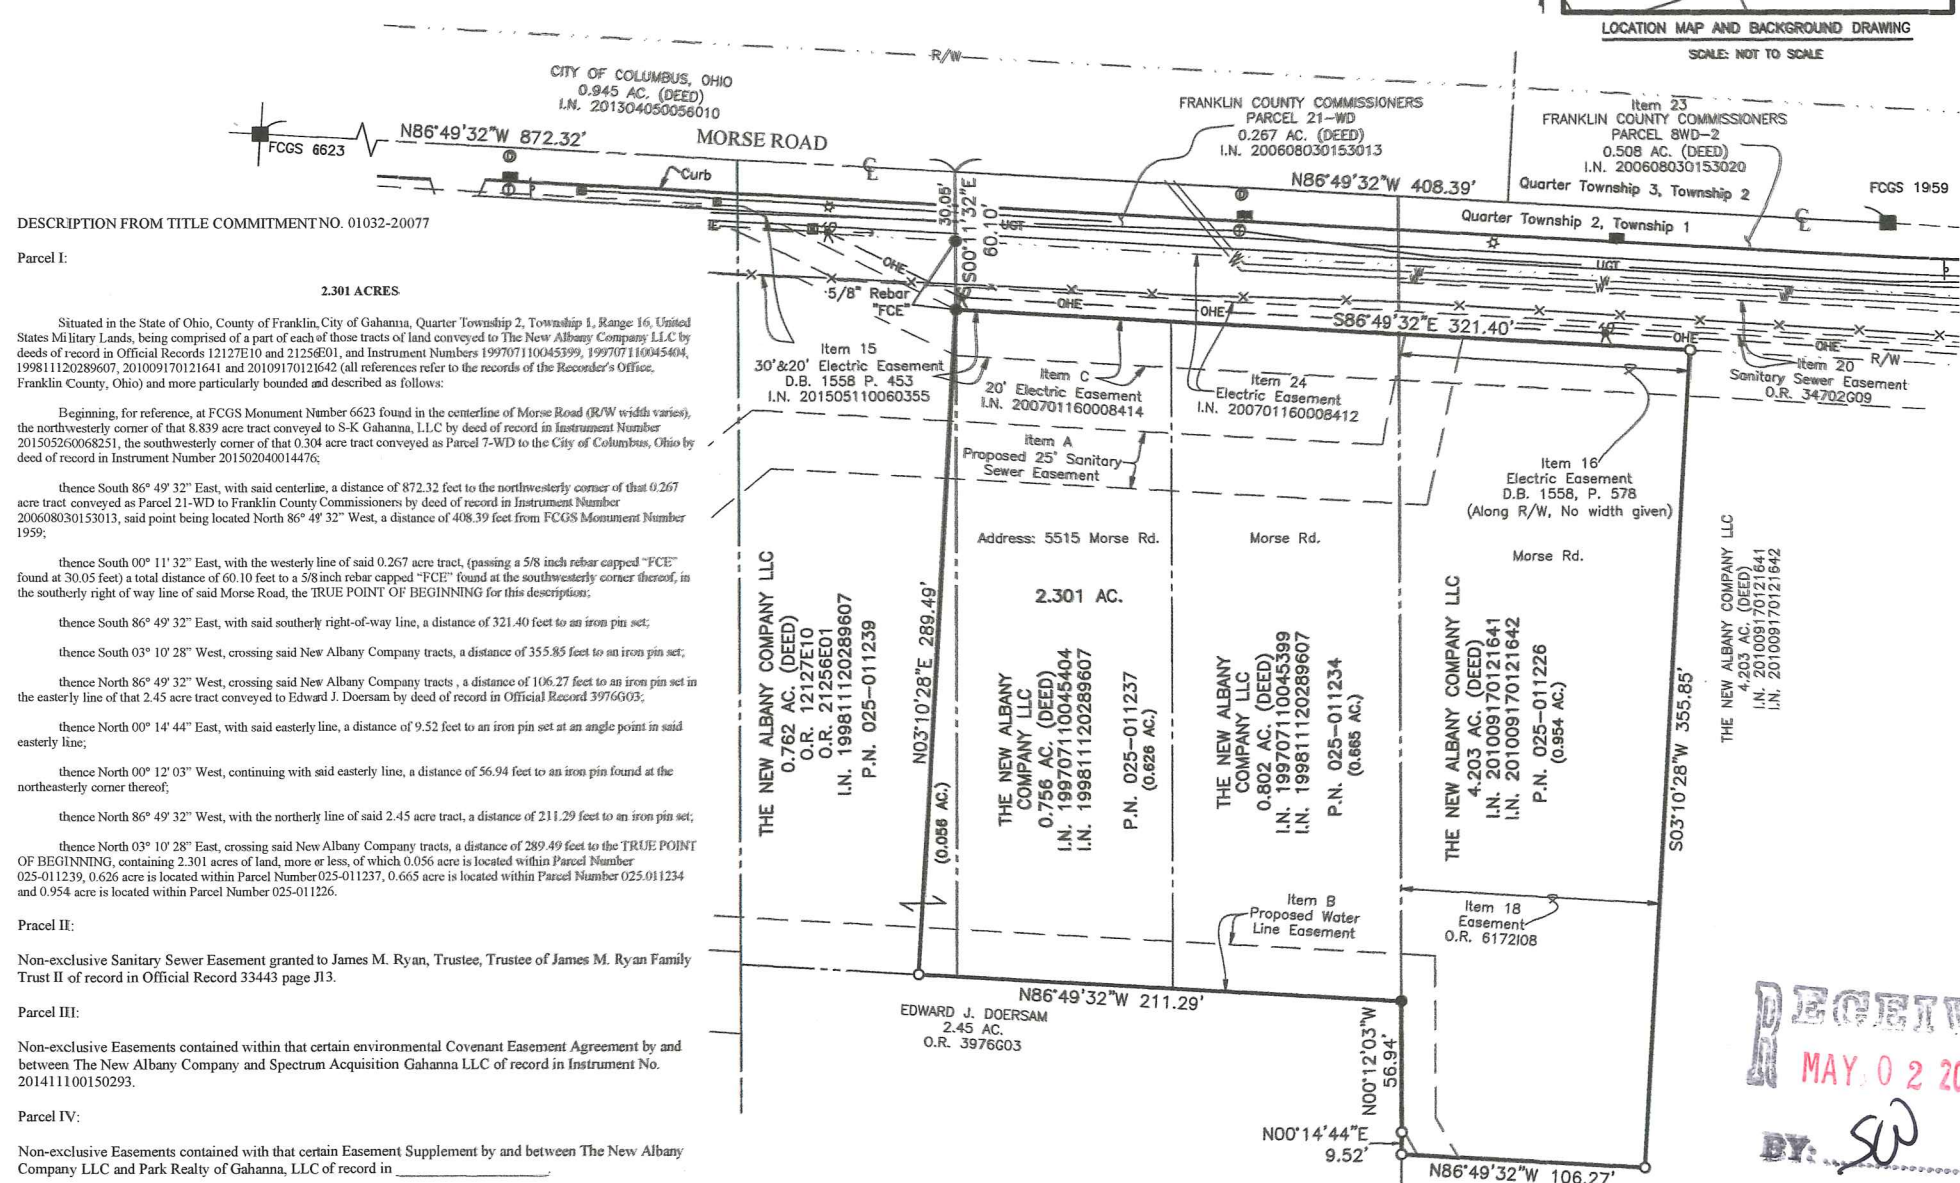 LOCATION MAP AND BACKGROUND DRAWING
SCALE: NOT TO SCALE
R/W
CITY OF COLUMBUS, OHIO
0.945 AC. (DEED)
I.N. 201304050056010
FRANKLIN COUNTY COMMISSIONERS
PARCEL 21-WD
0.267 AC. (DEED)
I.N. 200608030153013
Item 23
FRANKLIN COUNTY COMMISSIONERS
PARCEL 8WD-2
0.508 AC. (DEED)
I.N. 200608030153020
FCGS 6623
N86°49'32"W 872.32'
MORSE ROAD
Curb
N86°49'32"W 408.39'
Quarter Township 3, Township 2
Quarter Township 2, Township 1
FCGS 1959
30.05'
S00°11'32"E
60.10'
UGT
UGT
OHE
5/8" Rebar
"FCE"
OHE
OHE
S86°49'32"E 321.40'
OHE
OHE
R/W
DESCRIPTION FROM TITLE COMMITMENT NO. 01032-20077
Parcel I:
2.301 ACRES
Situated in the State of Ohio, County of Franklin, City of Gahanna, Quarter Township 2, Township 1, Range 16, United
States Military Lands, being comprised of a part of each of those tracts of land conveyed to The New Albany Company LLC by
deeds of record in Official Records 12127E10 and 21256E01, and Instrument Numbers 199707110045399, 199707110045404,
199811120289607, 201009170121641 and 20109170121642 (all references refer to the records of the Recorder's Office,
Franklin County, Ohio) and more particularly bounded and described as follows:
Beginning, for reference, at FCGS Monument Number 6623 found in the centerline of Morse Road (R/W width varies),
the northwesterly corner of that 8.839 acre tract conveyed to S-K Gahanna, LLC by deed of record in Instrument Number
201505260068251, the southwesterly corner of that 0.304 acre tract conveyed as Parcel 7-WD to the City of Columbus, Ohio by
deed of record in Instrument Number 201502040014476;
thence South 86° 49' 32" East, with said centerline, a distance of 872.32 feet to the northwesterly corner of that 0.267
acre tract conveyed as Parcel 21-WD to Franklin County Commissioners by deed of record in Instrument Number
200608030153013, said point being located North 86° 49' 32" West, a distance of 408.39 feet from FCGS Monument Number
1959;
thence South 00° 11' 32" East, with the westerly line of said 0.267 acre tract, (passing a 5/8 inch rebar capped "FCE"
found at 30.05 feet) a total distance of 60.10 feet to a 5/8 inch rebar capped "FCE" found at the southwesterly corner thereof, in
the southerly right of way line of said Morse Road, the TRUE POINT OF BEGINNING for this description;
thence South 86° 49' 32" East, with said southerly right-of-way line, a distance of 321.40 feet to an iron pin set;
thence South 03° 10' 28" West, crossing said New Albany Company tracts, a distance of 355.85 feet to an iron pin set;
thence North 86° 49' 32" West, crossing said New Albany Company tracts , a distance of 106.27 feet to an iron pin set in
the easterly line of that 2.45 acre tract conveyed to Edward J. Doersam by deed of record in Official Record 3976G03;
thence North 00° 14' 44" East, with said easterly line, a distance of 9.52 feet to an iron pin set at an angle point in said
easterly line;
thence North 00° 12' 03" West, continuing with said easterly line, a distance of 56.94 feet to an iron pin found at the
northeasterly corner thereof;
thence North 86° 49' 32" West, with the northerly line of said 2.45 acre tract, a distance of 211.29 feet to an iron pin set;
thence North 03° 10' 28" East, crossing said New Albany Company tracts, a distance of 289.49 feet to the TRUE POINT
OF BEGINNING, containing 2.301 acres of land, more or less, of which 0.056 acre is located within Parcel Number
025-011239, 0.626 acre is located within Parcel Number 025-011237, 0.665 acre is located within Parcel Number 025.011234
and 0.954 acre is located within Parcel Number 025-011226.
Pracel II:
Non-exclusive Sanitary Sewer Easement granted to James M. Ryan, Trustee, Trustee of James M. Ryan Family
Trust II of record in Official Record 33443 page J13.
Parcel III:
Non-exclusive Easements contained within that certain environmental Covenant Easement Agreement by and
between The New Albany Company and Spectrum Acquisition Gahanna LLC of record in Instrument No.
201411100150293.
Parcel IV:
Non-exclusive Easements contained with that certain Easement Supplement by and between The New Albany
Company LLC and Park Realty of Gahanna, LLC of record in ____________________.
Item 15
30'&20' Electric Easement
D.B. 1558 P. 453
I.N. 201505110060355
Item C
20' Electric Easement
I.N. 200701160008414
Item 24
Electric Easement
I.N. 200701160008412
Item 20
Sanitary Sewer Easement
O.R. 34702G09
Item A
Proposed 25' Sanitary
Sewer Easement
Item 16
Electric Easement
D.B. 1558, P. 578
(Along R/W, No width given)
Address: 5515 Morse Rd.
Morse Rd.
Morse Rd.
2.301 AC.
THE NEW ALBANY COMPANY LLC
0.762 AC. (DEED)
O.R. 12127E10
O.R. 21256E01
I.N. 199811120289607
P.N. 025-011239
N03°10'28"E 289.49'
(0.056 AC.)
THE NEW ALBANY
COMPANY LLC
0.756 AC. (DEED)
I.N. 199707110045404
I.N. 199811120289607
P.N. 025-011237
(0.626 AC.)
THE NEW ALBANY
COMPANY LLC
0.802 AC. (DEED)
I.N. 199707110045399
I.N. 199811120289607
P.N. 025-011234
(0.665 AC.)
THE NEW ALBANY COMPANY LLC
4.203 AC. (DEED)
I.N. 201009170121641
I.N. 201009170121642
P.N. 025-011226
(0.954 AC.)
S03°10'28"W 355.85'
THE NEW ALBANY COMPANY LLC
4.203 AC. (DEED)
I.N. 201009170121641
I.N. 201009170121642
Item B
Proposed Water
Line Easement
Item 18
Easement
O.R. 6172I08
N86°49'32"W 211.29'
EDWARD J. DOERSAM
2.45 AC.
O.R. 3976G03
N00°12'03"W
56.94'
N00°14'44"E
9.52'
N86°49'32"W 106.27'
RECEIV
MAY 02 20
BY: SW